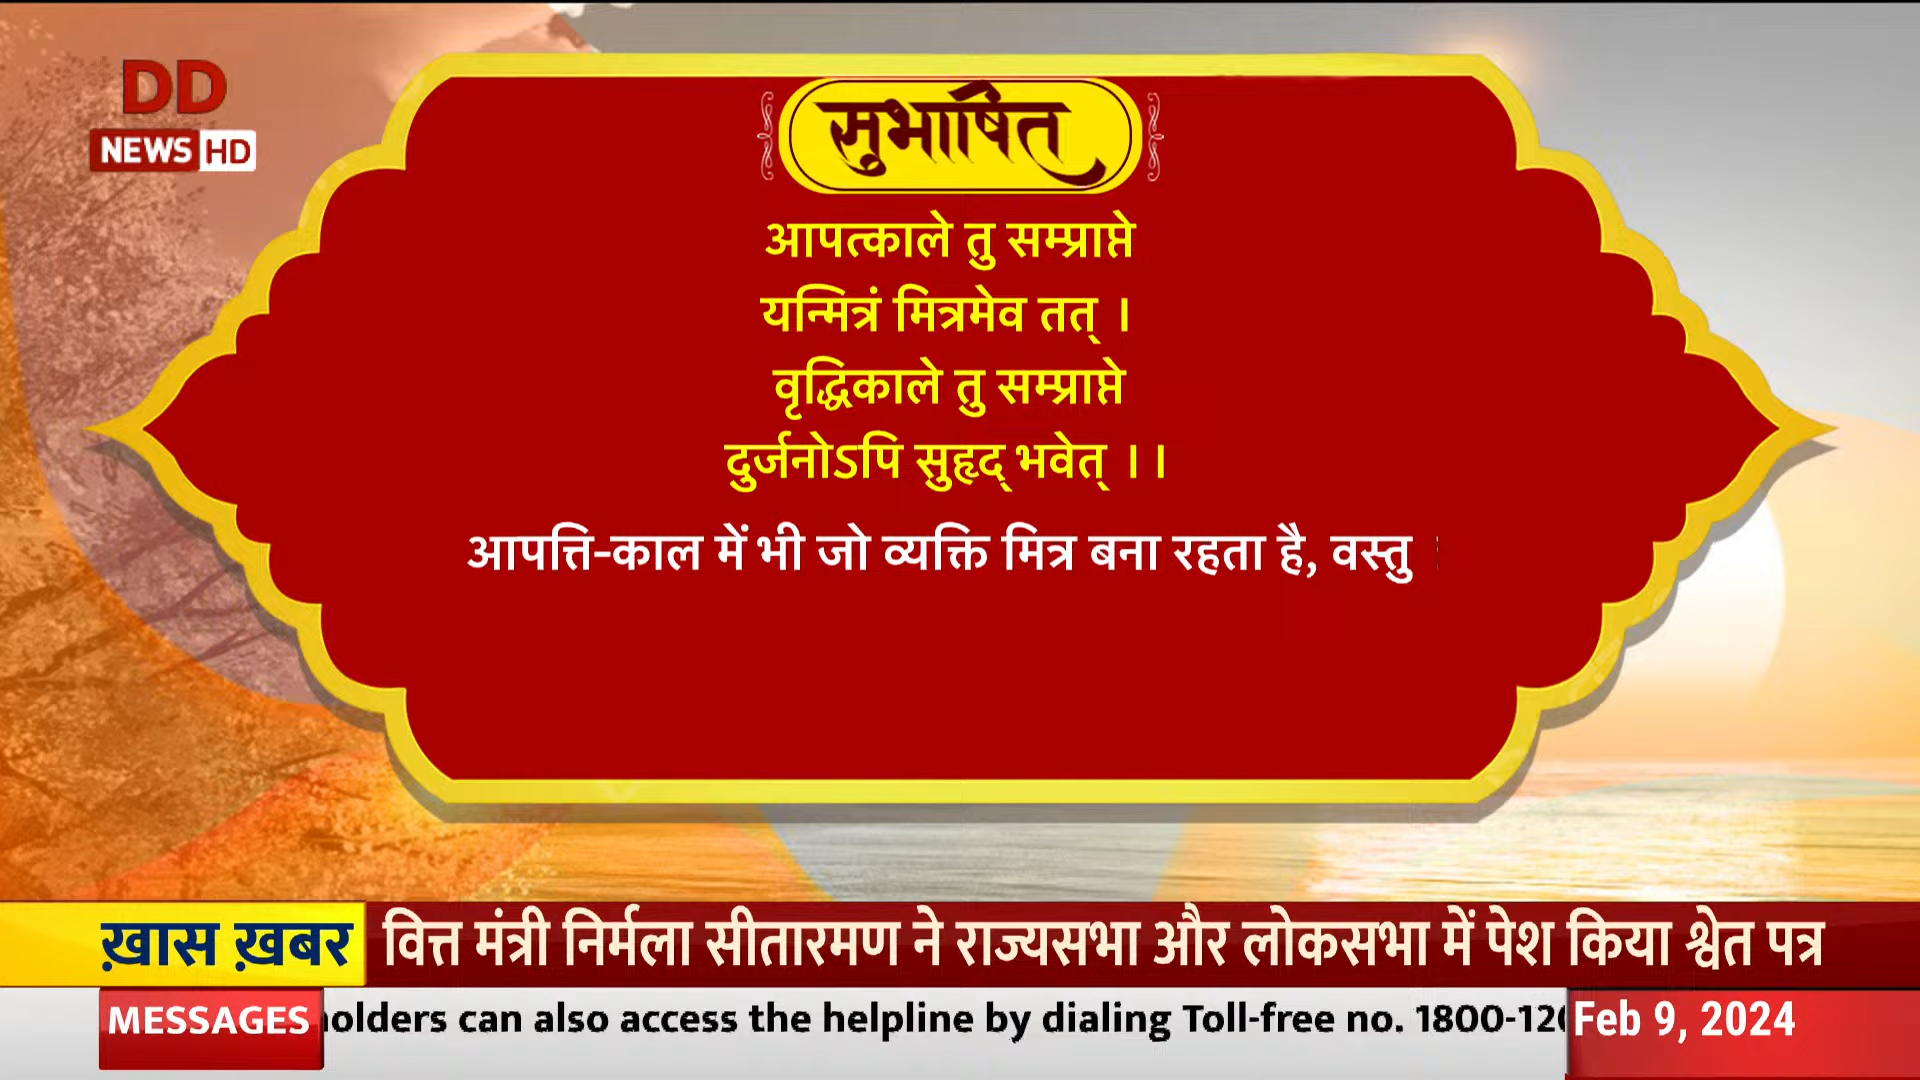 DD
NEWS HD
सुभाषित
आपत्काले तु सम्प्राप्ते
यन्मित्रं मित्रमेव तत् ।
वृद्धिकाले तु सम्प्राप्ते
दुर्जनोऽपि सुहृद् भवेत् ।।
आपत्ति-काल में भी जो व्यक्ति मित्र बना रहता है, वस्तु
ख़ास ख़बर
वित्त मंत्री निर्मला सीतारमण ने राज्यसभा और लोकसभा में पेश किया श्वेत पत्र
MESSAGES
olders can also access the helpline by dialing Toll-free no. 1800-12
Feb 9, 2024